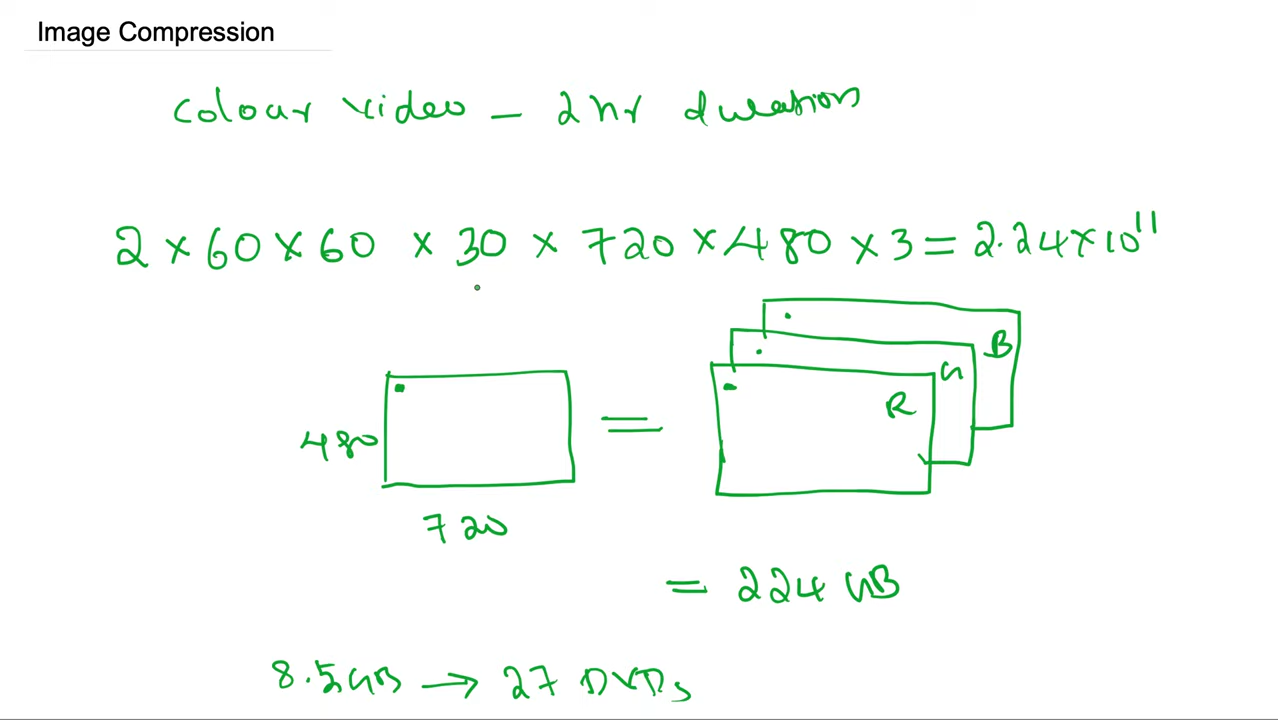 Image Compression
colour video - 2 hr duration
2 × 60 × 60 × 30 × 720 × 480 × 3 = 2.24 × 10^11
B
G
R
480
720
=
= 224 GB
8.5 GB → 27 DVDs